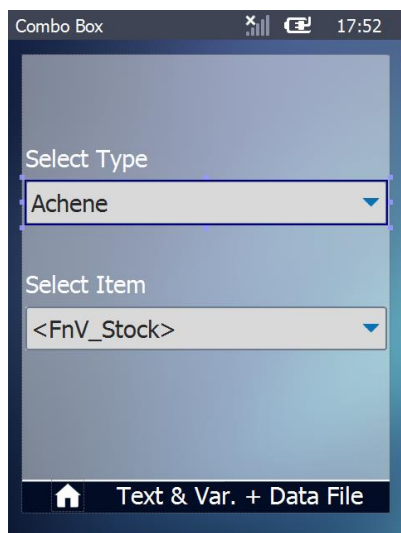 Combo Box 17:52
Select Type
Achene
Select Item
<FnV_Stock>
Text & Var. + Data File